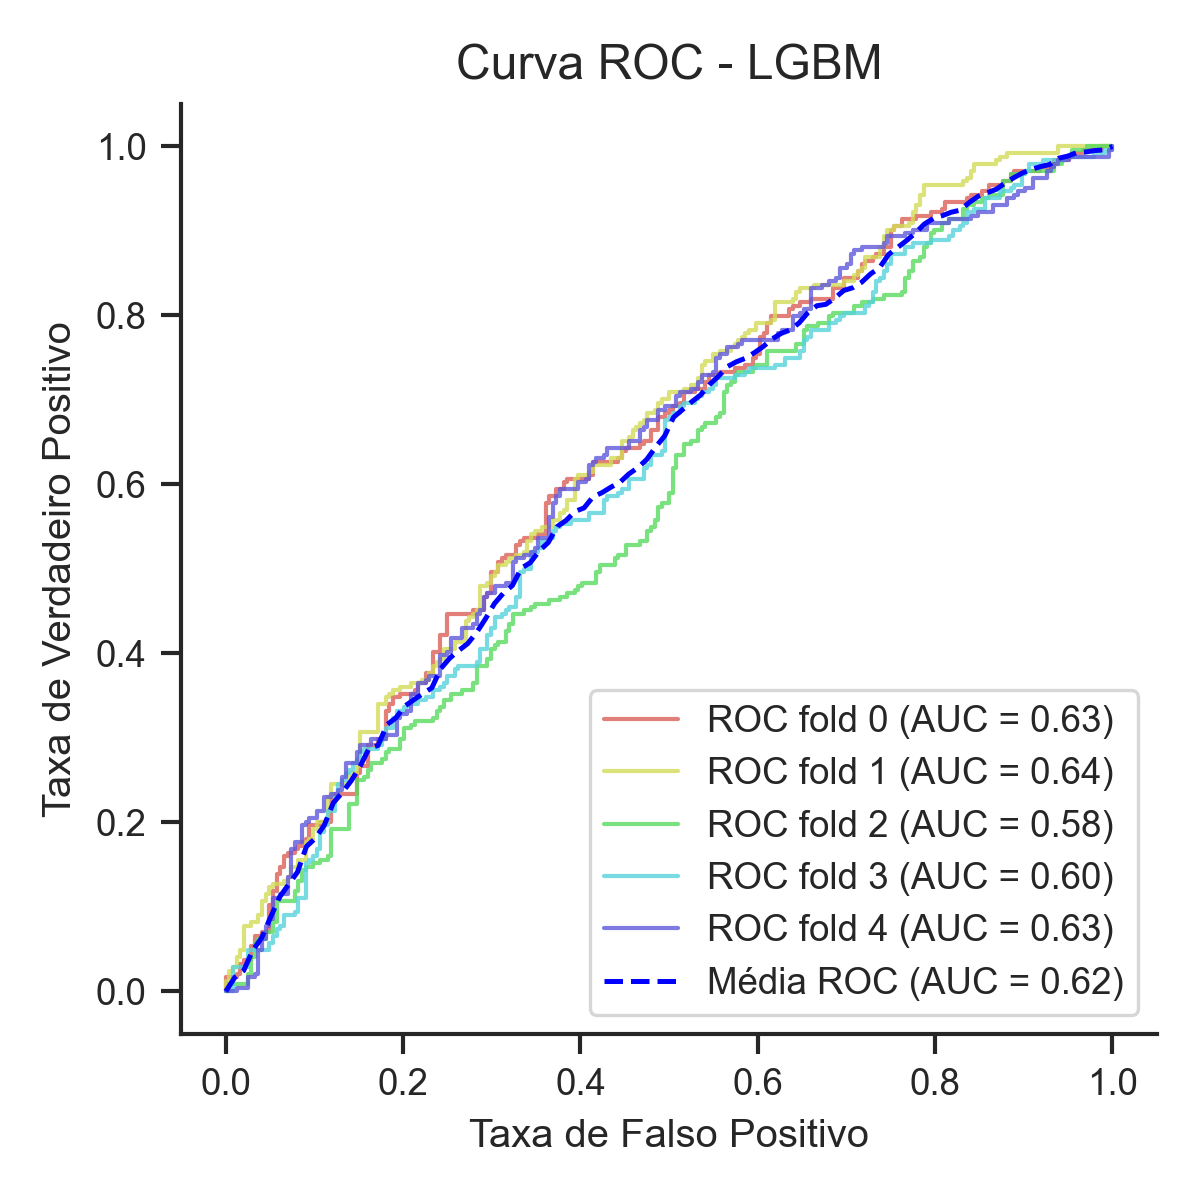 Curva ROC - LGBM
Taxa de Verdadeiro Positivo
1.0
0.8
0.6
0.4
0.2
0.0
ROC fold 0 (AUC = 0.63)
ROC fold 1 (AUC = 0.64)
ROC fold 2 (AUC = 0.58)
ROC fold 3 (AUC = 0.60)
ROC fold 4 (AUC = 0.63)
Média ROC (AUC = 0.62)
0.0 0.2 0.4 0.6 0.8 1.0
Taxa de Falso Positivo